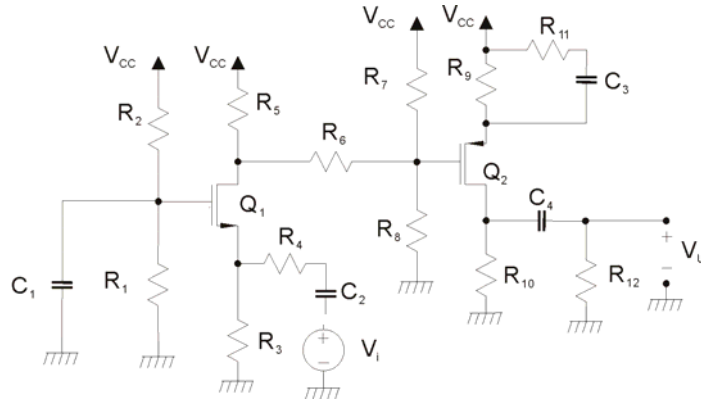 V_CC
V_CC
V_CC
V_CC
R_11
R_2
R_5
R_7
R_9
C_3
R_6
Q_1
Q_2
C_4
R_4
R_8
+
V_U
-
C_1
R_1
C_2
R_10
R_12
R_3
+
V_i
-